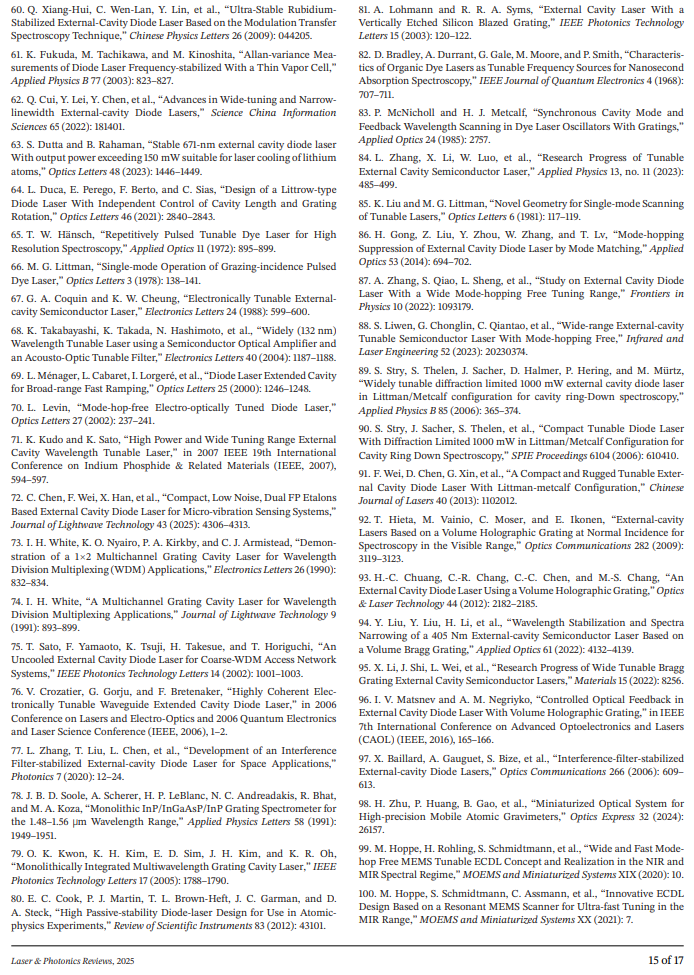 60. Xiang-Hui, C. Wen-Lan, Y. Lin, et al., “Ultra-Stable Rubidium-
Stabilized External-Cavity Diode Laser Based on the Modulation Transfer
Spectroscopy Technique,” Chinese Physics Letters 26 (2009): 044205.
61. K. Fukuda, M. Tachikawa, and M. Kinoshita, “Allan-variance Mea-
surements of Diode Laser Frequency-stabilized With a Thin Vapor Cell,”
Applied Physics B 77 (2003): 823–827.
62. Q. Cui, Y. Lei, Y. Chen, et al., “Advances in Wide-tuning and Narrow-
linewidth External-cavity Diode Lasers,” Science China Information
Sciences 65 (2022): 181401.
63. S. Dutta and B. Rahaman, “Stable 671-nm external cavity diode laser
With output power exceeding 150 mW suitable for laser cooling of lithium
atoms,” Optics Letters 48 (2023): 1446–1449.
64. L. Duca, E. Perego, F. Berto, and C. Sias, “Design of a Littrow-type
Diode Laser With Independent Control of Cavity Length and Grating
Rotation,” Optics Letters 46 (2021): 2840–2843.
65. T. W. Hänsch, “Repetitively Pulsed Tunable Dye Laser for High
Resolution Spectroscopy,” Applied Optics 11 (1972): 895–899.
66. M. G. Littman, “Single-mode Operation of Grazing-incidence Pulsed
Dye Laser,” Optics Letters 3 (1978): 138–141.
67. G. A. Coquin and K. W. Cheung, “Electronically Tunable External-
cavity Semiconductor Laser,” Electronics Letters 24 (1988): 599–600.
68. K. Takabayashi, K. Takada, N. Hashimoto, et al., “Widely (132 nm)
Wavelength Tunable Laser using a Semiconductor Optical Amplifier and
an Acousto-Optic Tunable Filter,” Electronics Letters 40 (2004): 1187–1188.
69. L. Ménager, L. Cabaret, I. Lorgeré, et al., “Diode Laser Extended Cavity
for Broad-range Fast Ramping,” Optics Letters 25 (2000): 1246–1248.
70. L. Levin, “Mode-hop-free Electro-optically Tuned Diode Laser,”
Optics Letters 27 (2002): 237–241.
71. K. Kudo and K. Sato, “High Power and Wide Tuning Range External
Cavity Wavelength Tunable Laser,” in 2007 IEEE 19th International
Conference on Indium Phosphide & Related Materials (IEEE, 2007),
594–597.
72. C. Chen, F. Wei, X. Han, et al., “Compact, Low Noise, Dual FP Etalons
Based External Cavity Diode Laser for Micro-vibration Sensing Systems,”
Journal of Lightwave Technology 43 (2025): 4306–4313.
73. I. H. White, K. O. Nyairo, P. A. Kirkby, and C. J. Armistead, “Demon-
stration of a 1×2 Multichannel Grating Cavity Laser for Wavelength
Division Multiplexing (WDM) Applications,” Electronics Letters 26 (1990):
832–834.
74. I. H. White, “A Multichannel Grating Cavity Laser for Wavelength
Division Multiplexing Applications,” Journal of Lightwave Technology 9
(1991): 893–899.
75. T. Sato, F. Yamaoto, K. Tsuji, H. Takesue, and T. Horiguchi, “An
Uncooled External Cavity Diode Laser for Coarse-WDM Access Network
Systems,” IEEE Photonics Technology Letters 14 (2002): 1001–1003.
76. V. Crozatier, G. Gorju, and F. Bretenaker, “Highly Coherent Elec-
tronically Tunable Waveguide Extended Cavity Diode Laser,” in 2006
Conference on Lasers and Electro-Optics and 2006 Quantum Electronics
and Laser Science Conference (IEEE, 2006), 1–2.
77. L. Zhang, T. Liu, L. Chen, et al., “Development of an Interference
Filter-stabilized External-cavity Diode Laser for Space Applications,”
Photonics 7 (2020): 12–24.
78. J. B. D. Soole, A. Scherer, H. P. LeBlanc, N. C. Andreadakis, R. Bhat,
and M. A. Koza, “Monolithic InP/InGaAsP/InP Grating Spectrometer for
the 1.48–1.56 μm Wavelength Range,” Applied Physics Letters 58 (1991):
1949–1951.
79. O. K. Kwon, K. H. Kim, E. D. Sim, J. H. Kim, and K. R. Oh,
“Monolithically Integrated Multiwavelength Grating Cavity Laser,” IEEE
Photonics Technology Letters 17 (2005): 1788–1790.
80. E. C. Cook, P. J. Martin, T. L. Brown-Heft, J. C. Garman, and D.
A. Steck, “High Passive-stability Diode-laser Design for Use in Atomic-
physics Experiments,” Review of Scientific Instruments 83 (2012): 43101.
81. A. Lohmann and R. R. A. Syms, “External Cavity Laser With a
Vertically Etched Silicon Blazed Grating,” IEEE Photonics Technology
Letters 15 (2003): 120–122.
82. D. Bradley, A. Durrant, G. Gale, M. Moore, and P. Smith, “Characteris-
tics of Organic Dye Lasers as Tunable Frequency Sources for Nanosecond
Absorption Spectroscopy,” IEEE Journal of Quantum Electronics 4 (1968):
707–711.
83. P. McNicholl and H. J. Metcalf, “Synchronous Cavity Mode and
Feedback Wavelength Scanning in Dye Laser Oscillators With Gratings,”
Applied Optics 24 (1985): 2757.
84. L. Zhang, X. Li, W. Luo, et al., “Research Progress of Tunable
External Cavity Semiconductor Laser,” Applied Physics 13, no. 11 (2023):
485–499.
85. K. Liu and M. G. Littman, “Novel Geometry for Single-mode Scanning
of Tunable Lasers,” Optics Letters 6 (1981): 117–119.
86. H. Gong, Z. Liu, Y. Zhou, W. Zhang, and T. Lv, “Mode-hopping
Suppression of External Cavity Diode Laser by Mode Matching,” Applied
Optics 53 (2014): 694–702.
87. A. Zhang, S. Qiao, L. Sheng, et al., “Study on External Cavity Diode
Laser With a Wide Mode-hopping Free Tuning Range,” Frontiers in
Physics 10 (2022): 1093179.
88. S. Liwen, G. Chonglin, C. Qiantao, et al., “Wide-range External-cavity
Tunable Semiconductor Laser With Mode-hopping Free,” Infrared and
Laser Engineering 52 (2023): 20230374.
89. S. Stry, S. Thelen, J. Sacher, D. Halmer, P. Hering, and M. Mürtz,
“Widely tunable diffraction limited 1000 mW external cavity diode laser
in Littman/Metcalf configuration for cavity ring-Down spectroscopy,”
Applied Physics B 85 (2006): 365–374.
90. S. Stry, J. Sacher, S. Thelen, et al., “Compact Tunable Diode Laser
With Diffraction Limited 1000 mW in Littman/Metcalf Configuration for
Cavity Ring Down Spectroscopy,” SPIE Proceedings 6104 (2006): 610410.
91. F. Wei, D. Chen, G. Xin, et al., “A Compact and Rugged Tunable Exter-
nal Cavity Diode Laser With Littman-metcalf Configuration,” Chinese
Journal of Lasers 40 (2013): 1102012.
92. T. Hieta, M. Vainio, C. Moser, and E. Ikonen, “External-cavity
Lasers Based on a Volume Holographic Grating at Normal Incidence for
Spectroscopy in the Visible Range,” Optics Communications 282 (2009):
3119–3123.
93. H.-C. Chuang, C.-R. Chang, C.-C. Chen, and M.-S. Chang, “An
External Cavity Diode Laser Using a Volume Holographic Grating,” Optics
& Laser Technology 44 (2012): 2182–2185.
94. Y. Liu, Y. Liu, H. Li, et al., “Wavelength Stabilization and Spectra
Narrowing of a 405 Nm External-cavity Semiconductor Laser Based on
a Volume Bragg Grating,” Applied Optics 61 (2022): 4132–4139.
95. X. Li, J. Shi, L. Wei, et al., “Research Progress of Wide Tunable Bragg
Grating External Cavity Semiconductor Lasers,” Materials 15 (2022): 8256.
96. I. V. Matsnev and A. M. Negriyko, “Controlled Optical Feedback in
External Cavity Diode Laser With Volume Holographic Grating,” in IEEE
7th International Conference on Advanced Optoelectronics and Lasers
(CAOL) (IEEE, 2016), 165–166.
97. X. Baillard, A. Gauguet, S. Bize, et al., “Interference-filter-stabilized
External-cavity Diode Lasers,” Optics Communications 266 (2006): 609–
613.
98. H. Zhu, P. Huang, B. Gao, et al., “Miniaturized Optical System for
High-precision Mobile Atomic Gravimeters,” Optics Express 32 (2024):
26157.
99. M. Hoppe, H. Rohling, S. Schmidtmann, et al., “Wide and Fast Mode-
hop Free MEMS Tunable ECDL Concept and Realization in the NIR and
MIR Spectral Regime,” MOEMS and Miniaturized Systems XIX (2020): 10.
100. M. Hoppe, S. Schmidtmann, C. Assmann, et al., “Innovative ECDL
Design Based on a Resonant MEMS Scanner for Ultra-fast Tuning in the
MIR Range,” MOEMS and Miniaturized Systems XX (2021): 7.
Laser & Photonics Reviews, 2025
15 of 17